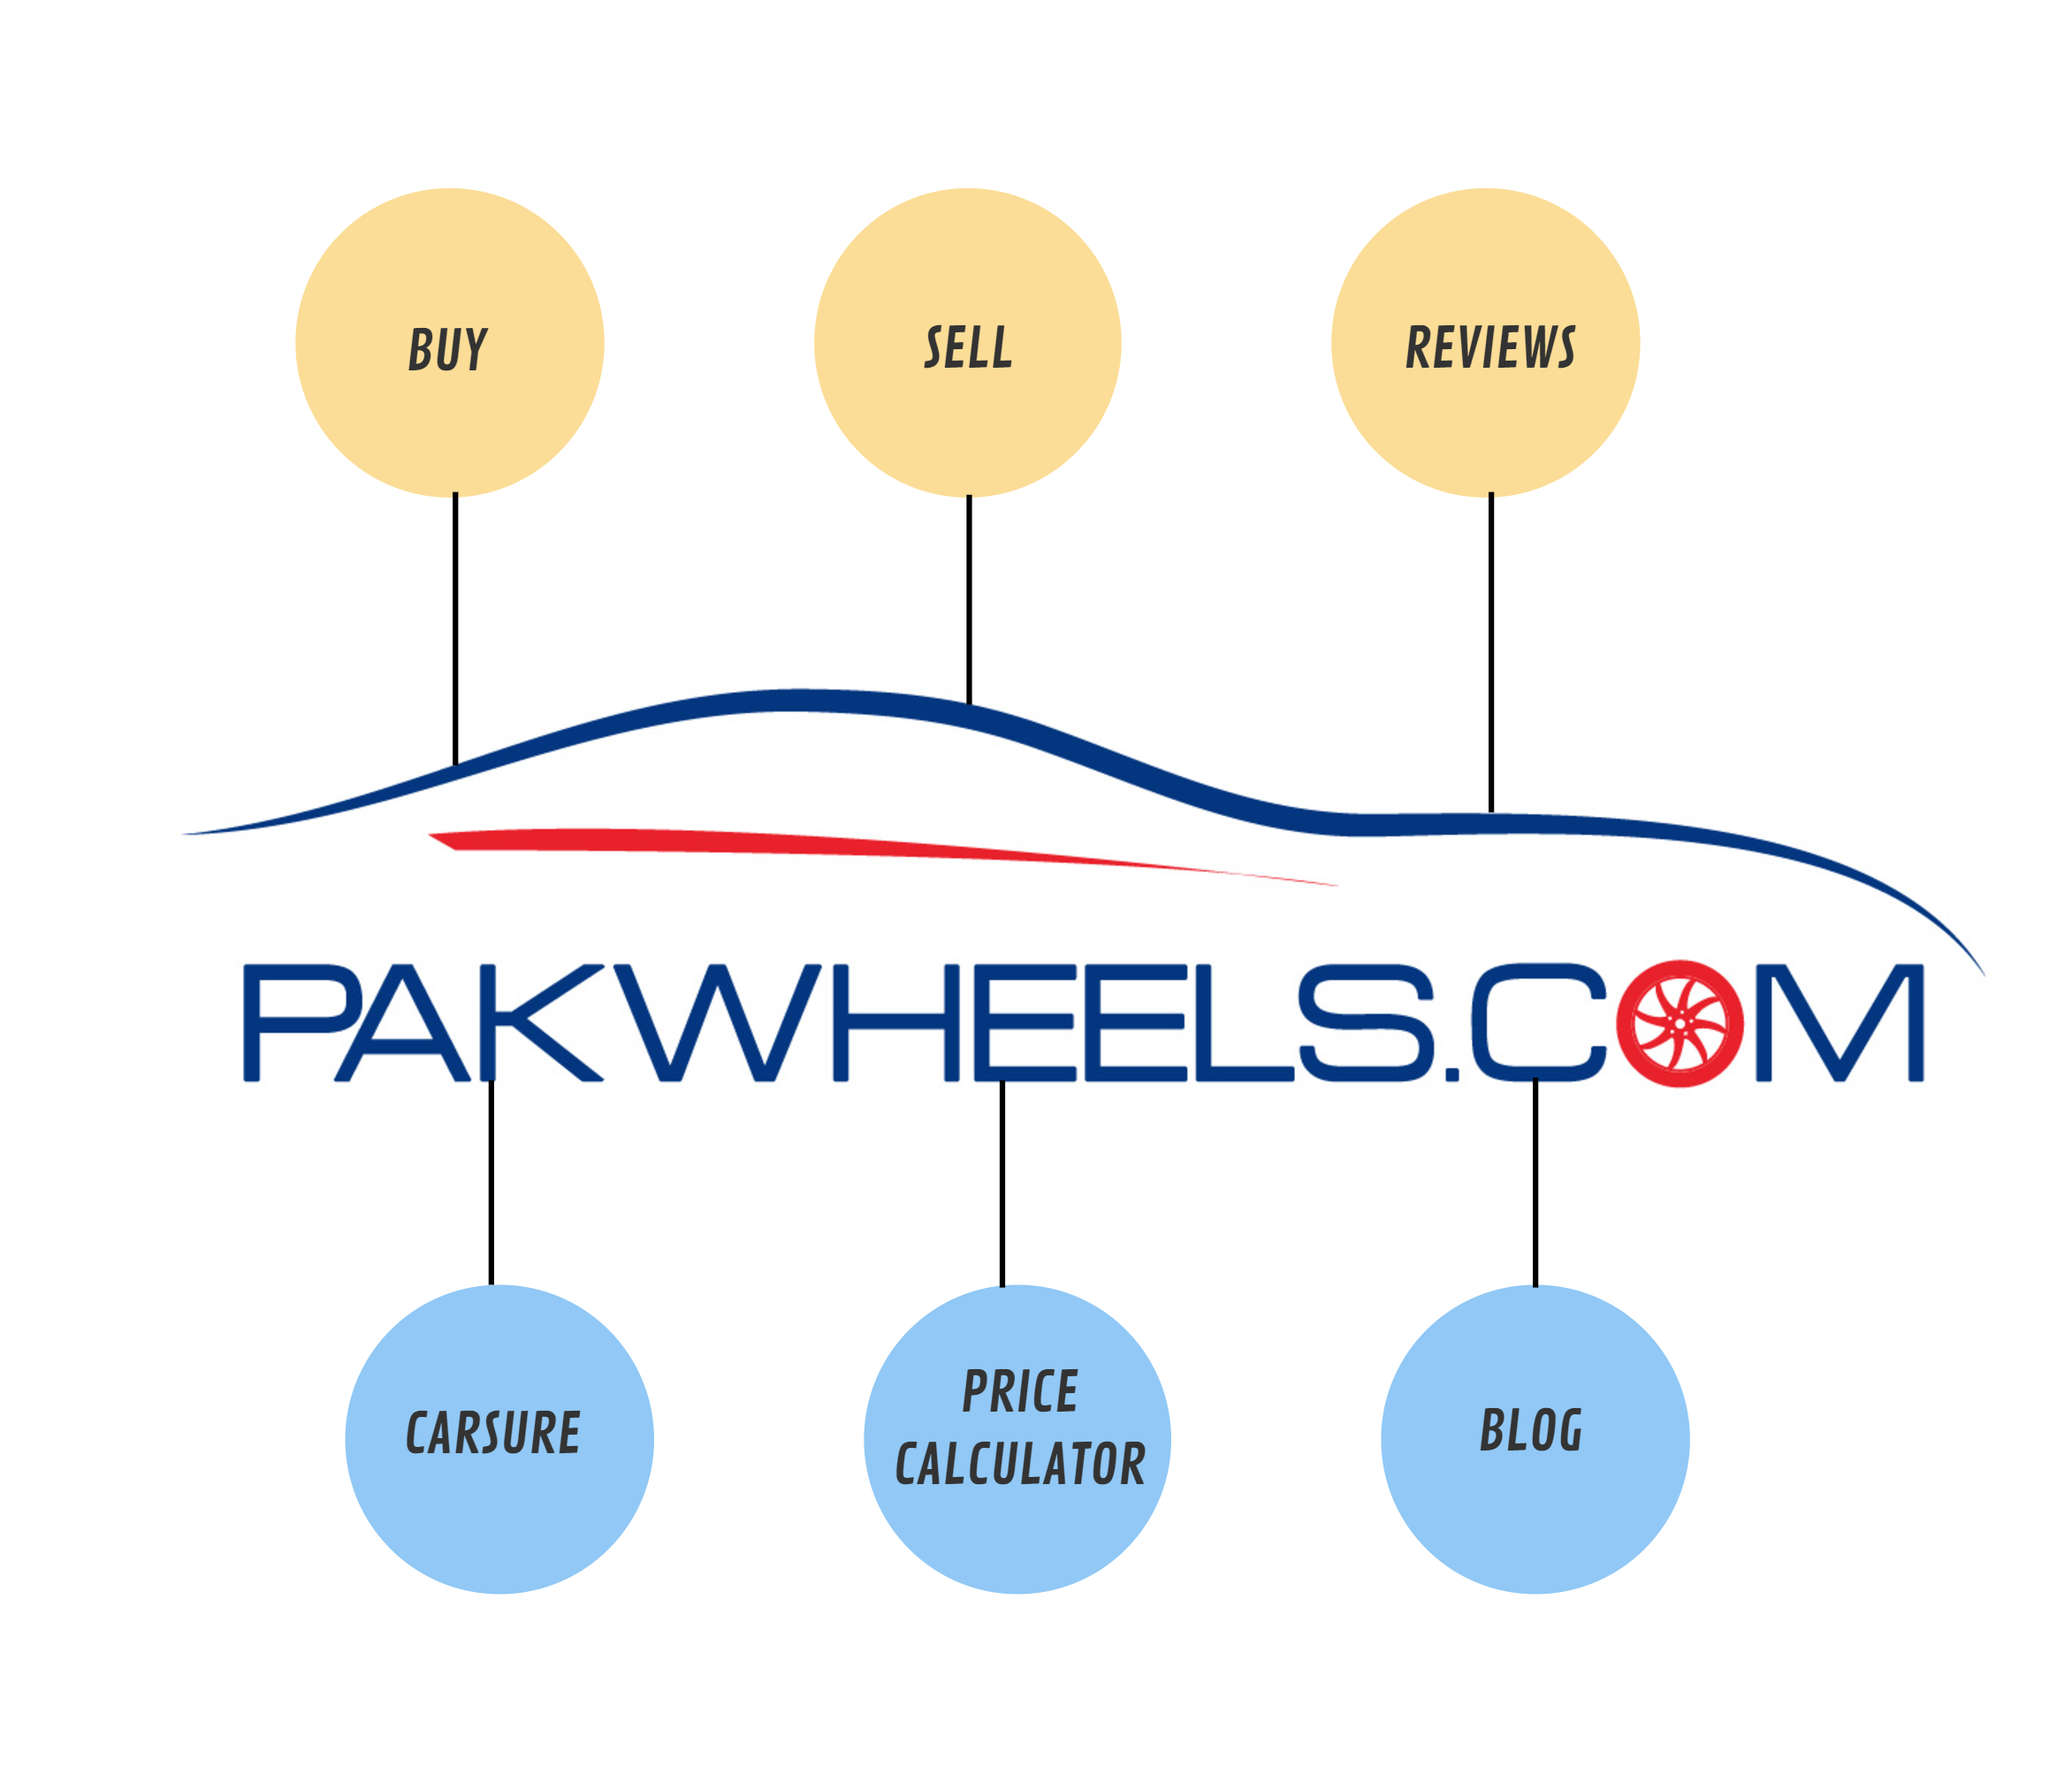 BUY
SELL
REVIEWS
PAKWHEELS.COM
CARSURE
PRICE
CALCULATOR
BLOG